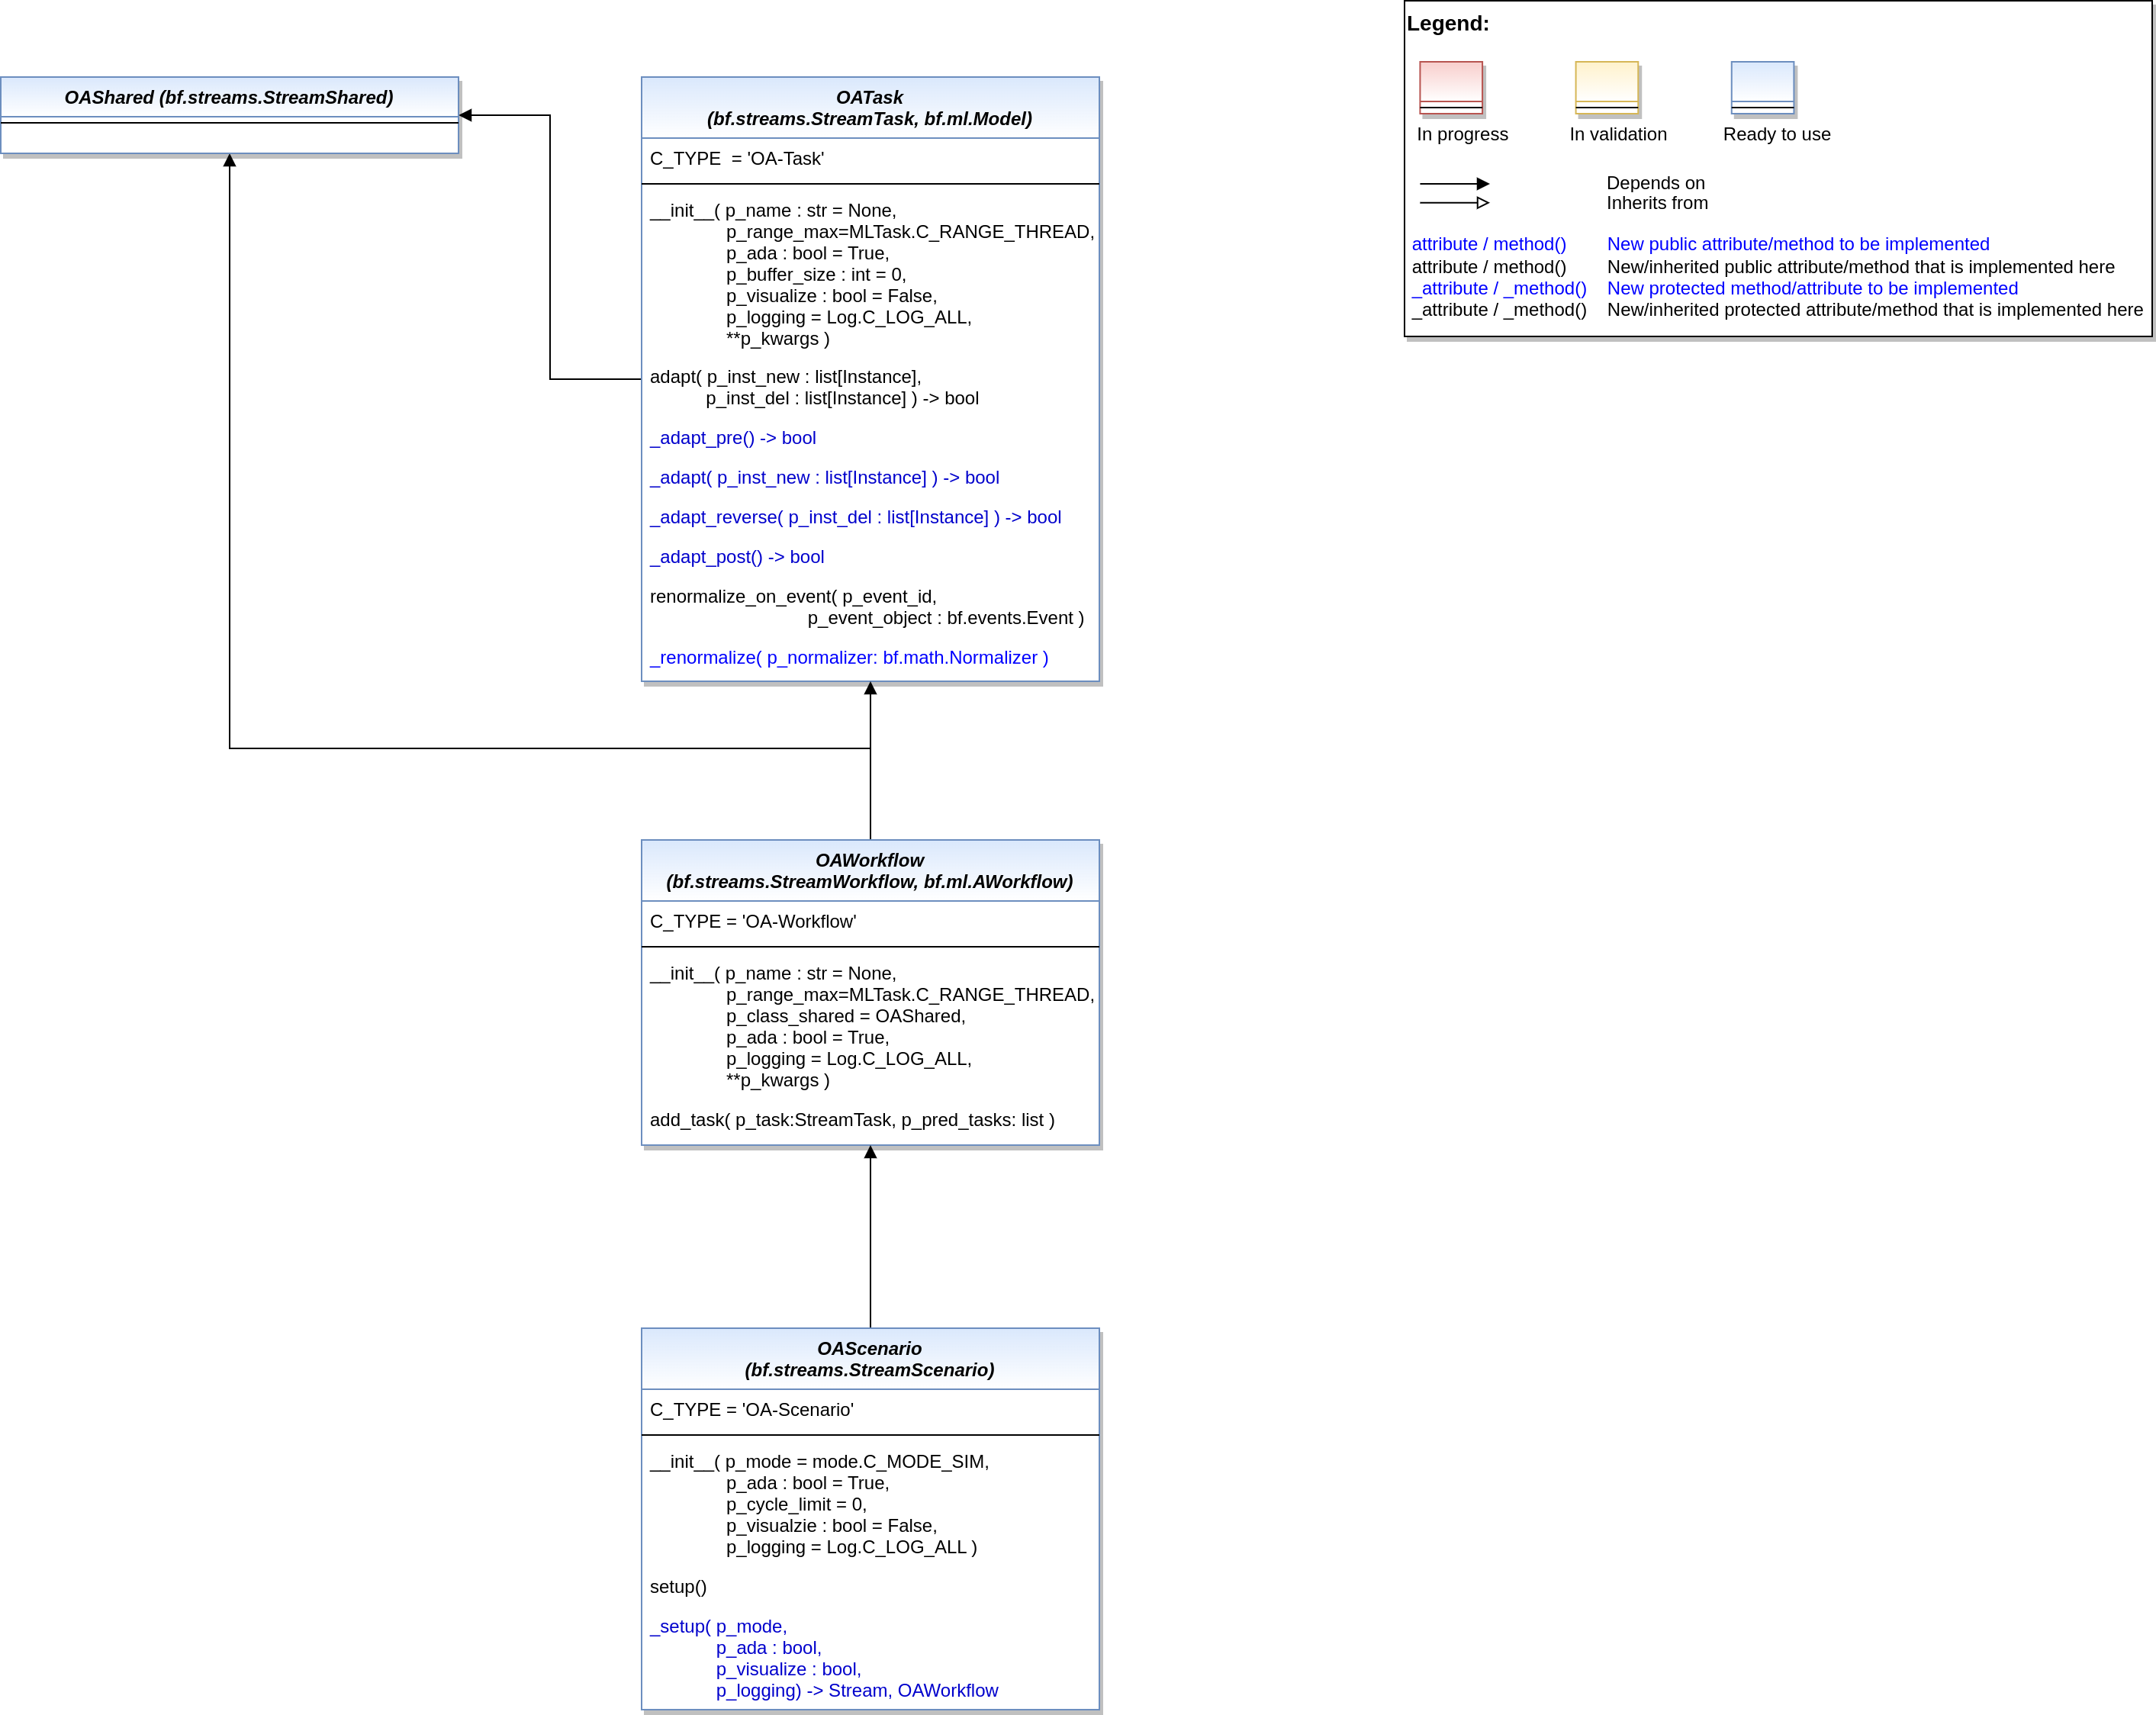 OAShared (bf.streams.StreamShared)
OATask
(bf.streams.StreamTask, bf.ml.Model)
C_TYPE  = 'OA-Task'
__init__( p_name : str = None,
p_range_max=MLTask.C_RANGE_THREAD,
p_ada : bool = True,
p_buffer_size : int = 0,
p_visualize : bool = False,
p_logging = Log.C_LOG_ALL,
**p_kwargs )
adapt( p_inst_new : list[Instance],
p_inst_del : list[Instance] ) -> bool
_adapt_pre() -> bool
_adapt( p_inst_new : list[Instance] ) -> bool
_adapt_reverse( p_inst_del : list[Instance] ) -> bool
_adapt_post() -> bool
renormalize_on_event( p_event_id,
p_event_object : bf.events.Event )
_renormalize( p_normalizer: bf.math.Normalizer )
OAWorkflow
(bf.streams.StreamWorkflow, bf.ml.AWorkflow)
C_TYPE = 'OA-Workflow'
__init__( p_name : str = None,
p_range_max=MLTask.C_RANGE_THREAD,
p_class_shared = OAShared,
p_ada : bool = True,
p_logging = Log.C_LOG_ALL,
**p_kwargs )
add_task( p_task:StreamTask, p_pred_tasks: list )
OAScenario
(bf.streams.StreamScenario)
C_TYPE = 'OA-Scenario'
__init__( p_mode = mode.C_MODE_SIM,
p_ada : bool = True,
p_cycle_limit = 0,
p_visualzie : bool = False,
p_logging = Log.C_LOG_ALL )
setup()
_setup( p_mode,
p_ada : bool,
p_visualize : bool,
p_logging) -> Stream, OAWorkflow
Legend:
In progress
In validation
Ready to use
Depends on
Inherits from
attribute / method() New public attribute/method to be implemented
attribute / method() New/inherited public attribute/method that is implemented here
_attribute / _method() New protected method/attribute to be implemented
_attribute / _method() New/inherited protected attribute/method that is implemented here